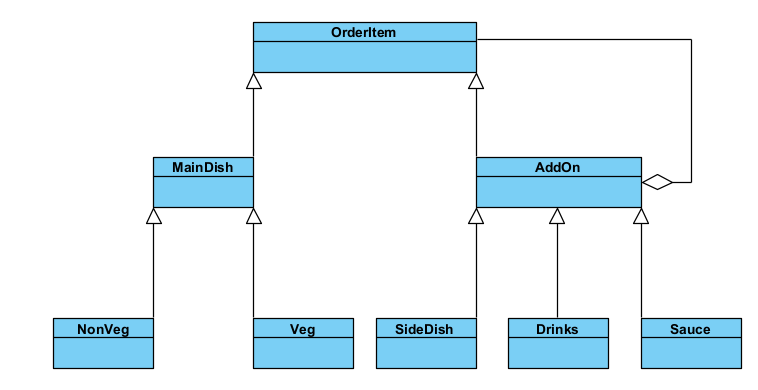 OrderItem
MainDish
AddOn
NonVeg
Veg
SideDish
Drinks
Sauce